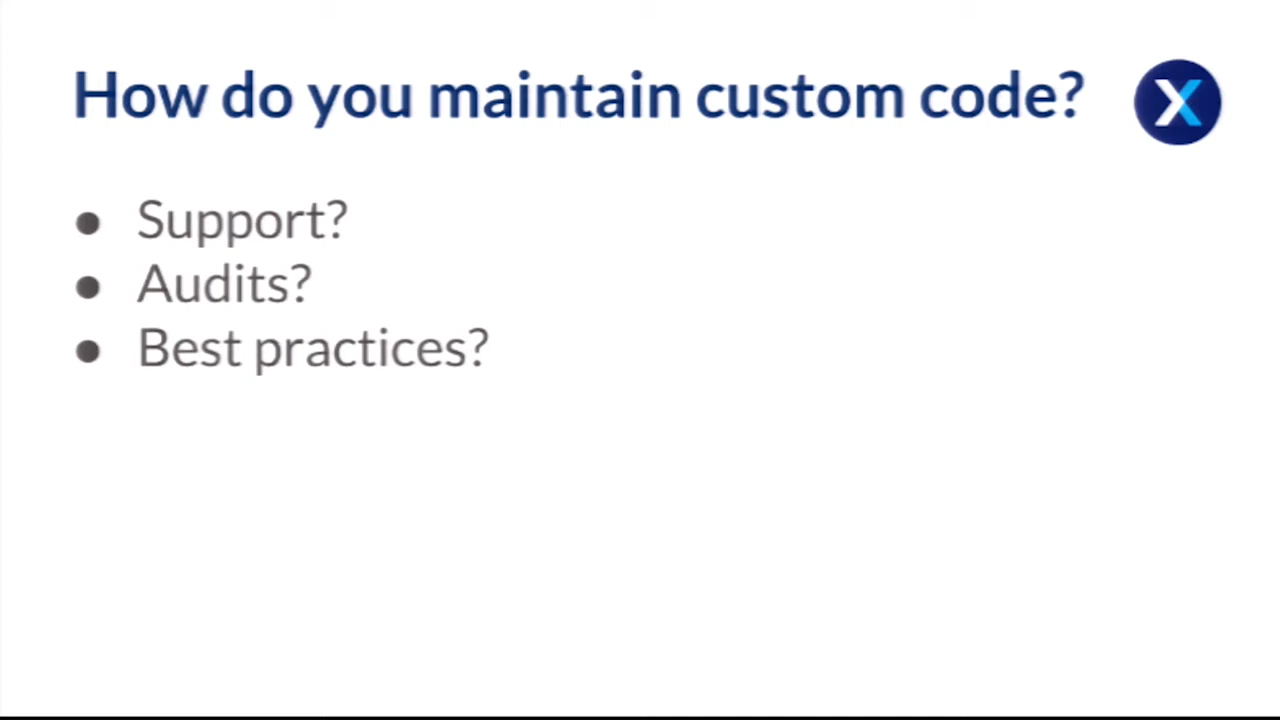 How do you maintain custom code?
● Support?
● Audits?
● Best practices?